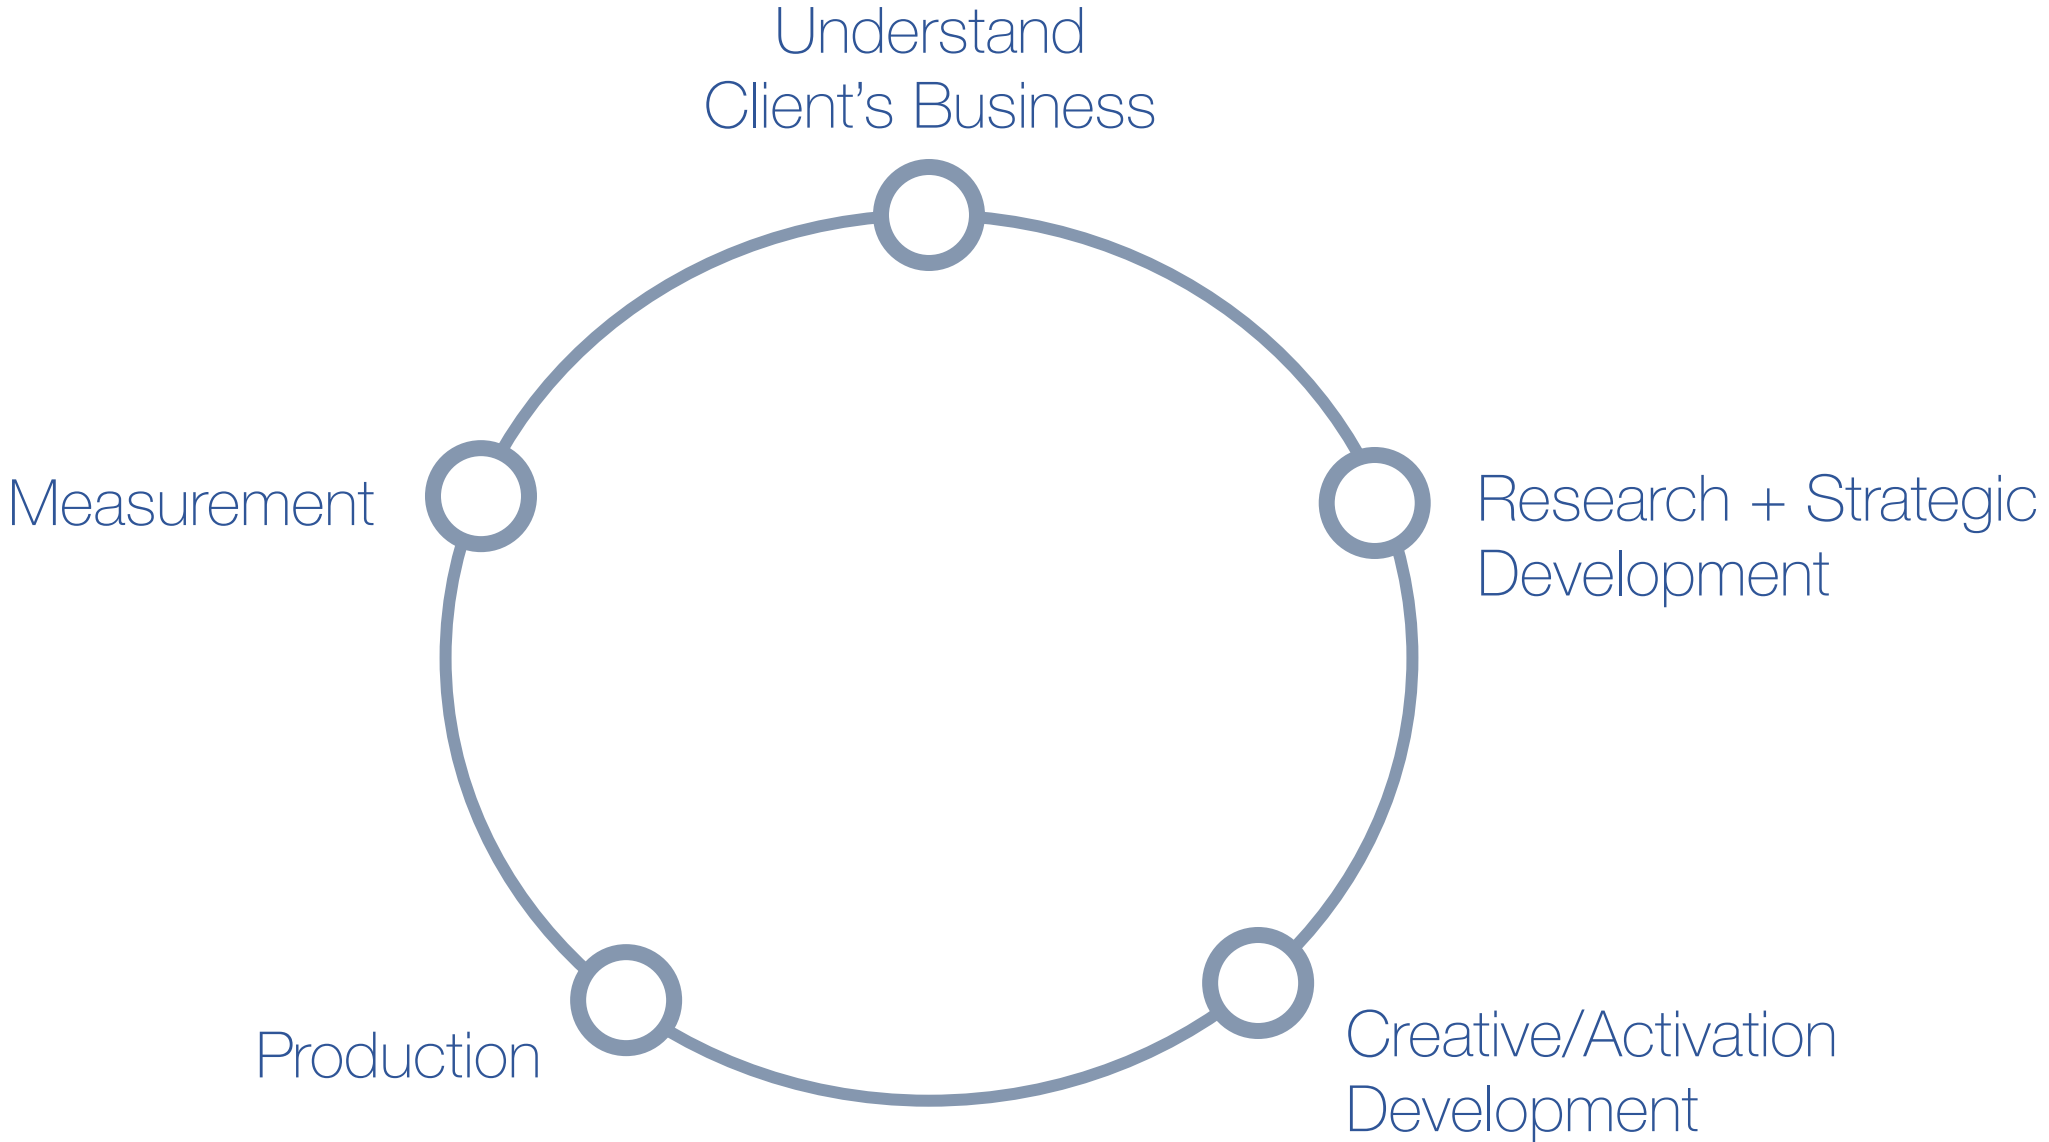 Understand
Client’s Business
Measurement
Research + Strategic
Development
Production
Creative/Activation
Development